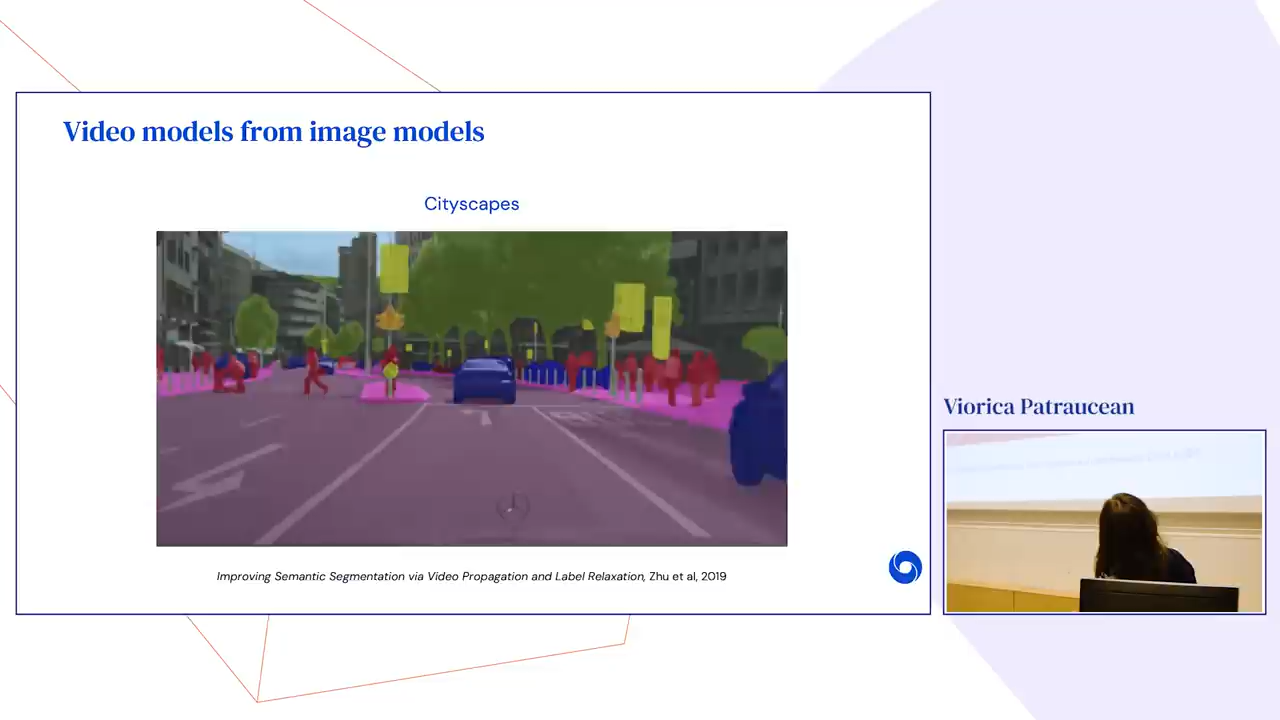 Video models from image models
Cityscapes
Improving Semantic Segmentation via Video Propagation and Label Relaxation, Zhu et al, 2019
Viorica Patraucean